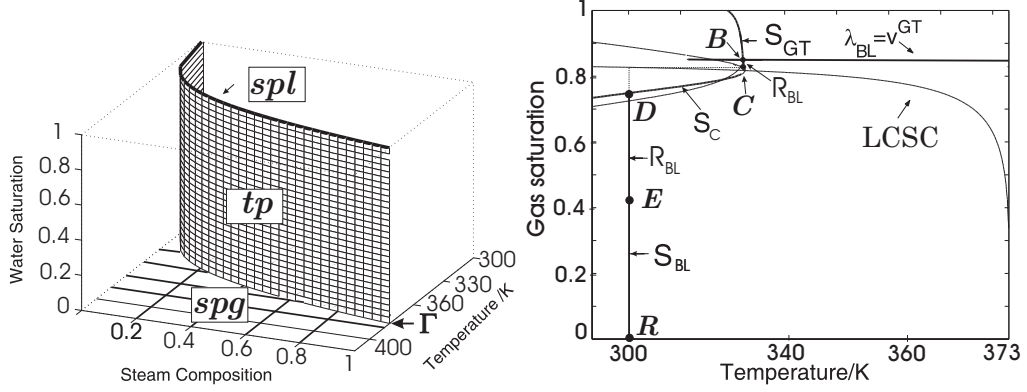 spl
1
0.8
0.6
0.4
0.2
0
Water Saturation
tp
spg
Γ
0.2
0.4
0.6
0.8
1
Steam Composition
300
330
360
400
Temperature /K
1
0.8
0.6
0.4
0.2
0
Gas saturation
B
S_GT
λ_BL=v^GT
R_BL
C
D
S_C
LCSC
R_BL
E
S_BL
R
300
340
360
373
Temperature/K